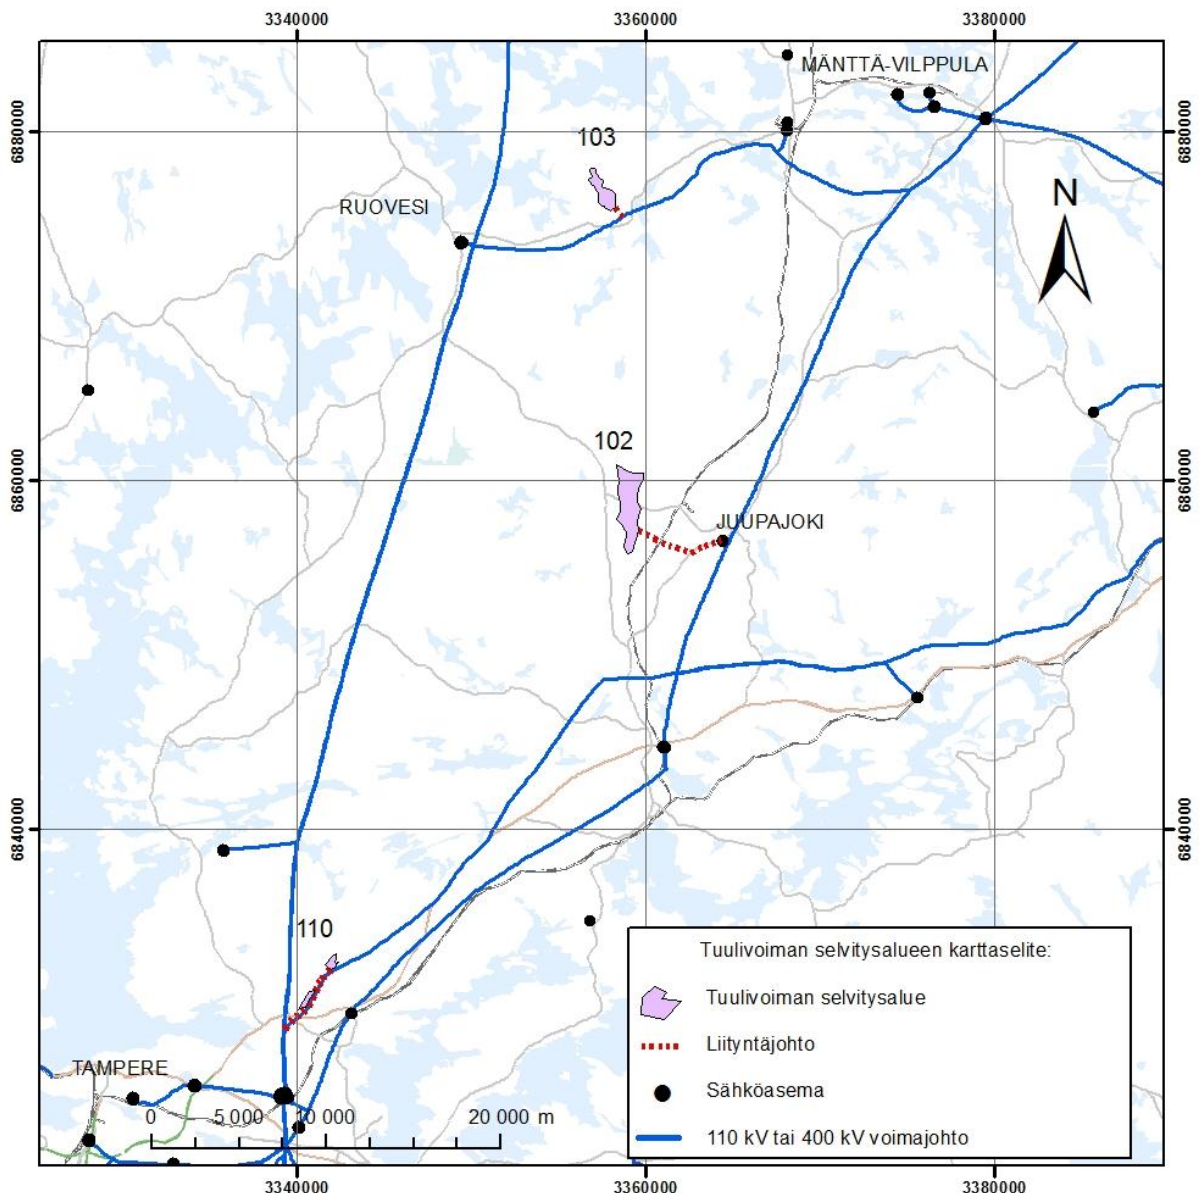 3340000 3360000 3380000
MÄNTTÄ-VILPPULA
6880000 6880000
103
N
RUOVESI
102
6860000 6860000
JUUPAJOKI
6840000 6840000
110
Tuulivoiman selvitysalueen karttaselite:
Tuulivoiman selvitysalue
Liityntäjohto
TAMPERE
Sähköasema
0 5 000 10 000 20 000 m
110 kV tai 400 kV voimajohto
3340000 3360000 3380000